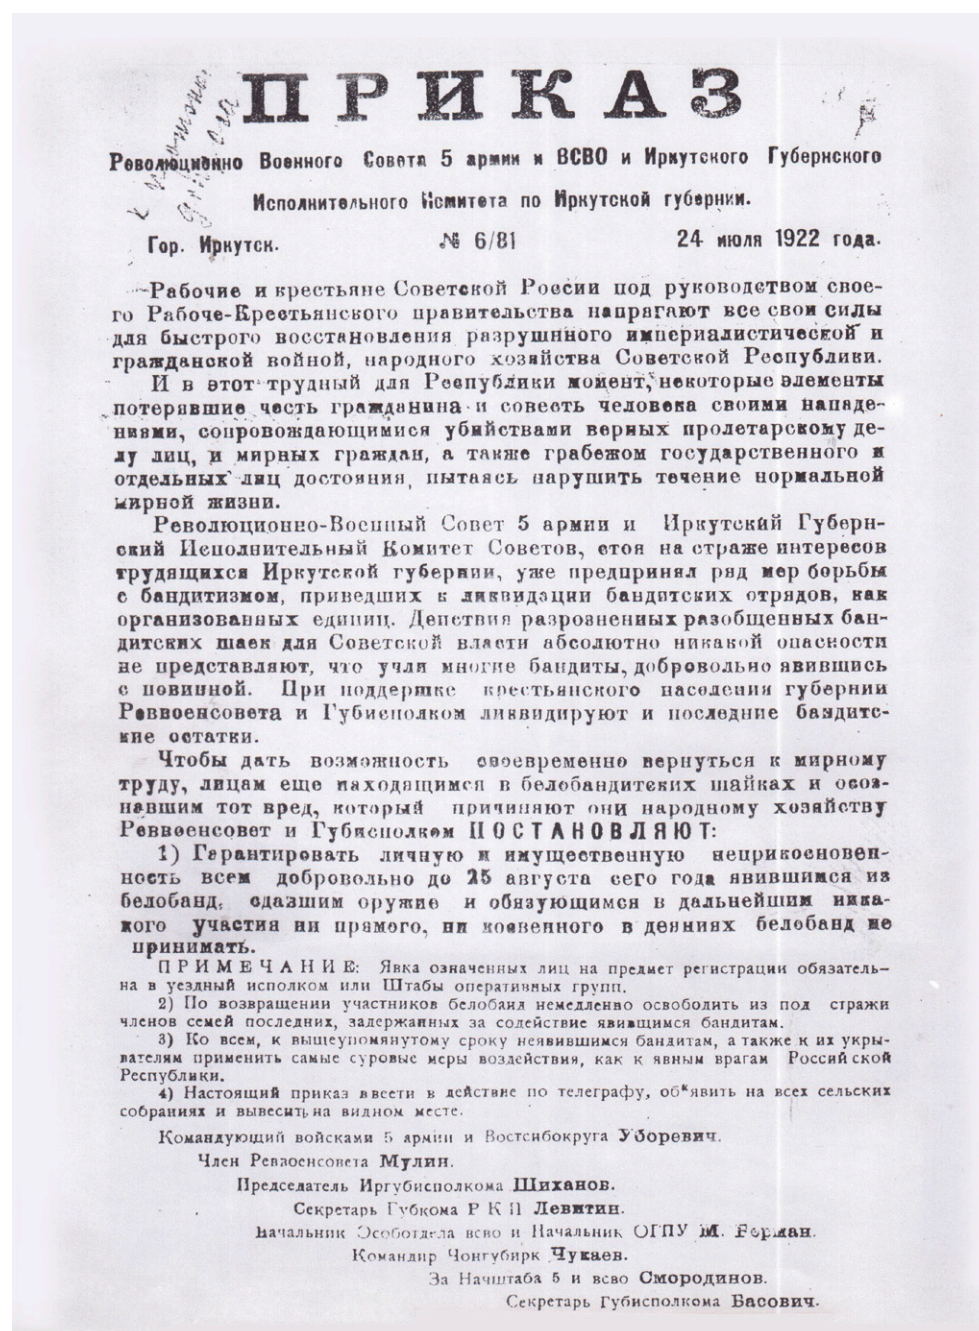 ПРИКАЗ
Революционно Военного Совета 5 армии и ВСВО и Иркутского Губернского
Исполнительного Комитета по Иркутской губернии.
Гор. Иркутск. № 6/81 24 июля 1922 года.
Рабочие и крестьяне Советской России под руководством свое-
го Рабоче-Крестьянского правительства напрягают все свои силы
для быстрого восстановления разрушнного империалистической и
гражданской войной, народного хозяйства Советской Республики.
И в этот трудный для Республики момент, некоторые элементы
потерявшие честь гражданина и совесть человека своими нападе-
ниями, сопровождающимися убийствами верных пролетарскому де-
лу лиц, и мирных граждан, а также грабежом государственного и
отдельных лиц достояния, пытаясь нарушить течение нормальной
мирной жизни.
Революционно-Военный Совет 5 армии и Иркутский Губерн-
ский Исполнительный Комитет Советов, стоя на страже интересов
трудящихся Иркутской губернии, уже предпринял ряд мер борьбы
с бандитизмом, приведших к ликвидации бандитских отрядов, как
организованных единиц. Депствия разрозненных разобщенных бан-
дитских шаек для Советской власти абсолютно никакой опасности
не представляют, что учли многие бандиты, добровольно явившись
с повинной. При поддержке крестьянского населения губернии
Реввоенсовета и Губисполком ликвидируют и последние бандитс-
кие остатки.
Чтобы дать возможность своевременно вернуться к мирному
труду, лицам еще находящимся в белобандитских шайках и осоз-
навшим тот вред, который причиняют они народному хозяйству
Реввоенсовет и Губисполком ПОСТАНОВЛЯЮТ:
1) Гарантировать личную и имущественную неприкосновен-
ность всем добровольно до 25 августа сего года явившимся из
белобанд, сдавшим оружие и обязующимся в дальнейшим ника-
кого участия ни прямого, ни косвенного в деяниях белобанд не
принимать.
ПРИМЕЧАНИЕ: Явка означенных лиц на предмет регистрации обязатель-
на в уездный исполком или Штабы оперативных групп.
2) По возвращении участников белобанд немедленно освободить из под стражи
членов семей последних, задержанных за содействие явивщимся бандитам.
3) Ко всем, к выщеупомянутому сроку неявившимся бандитам, а также к их укры-
вателям применить самые суровые меры воздействия, как к явным врагам Российской
Республики.
4) Настоящий приказ ввести в действие по телеграфу, об'явить на всех сельских
собраниях и вывесить на видном месте.
Командующий войсками 5 армии и Востсибокруга Уборевич.
Член Реввоенсовета Мулин.
Председатель Иргубисполкома Шиханов.
Секретарь Губкома Р К П Левитин.
Начальник Особотдела всво и Начальник ОГПУ М. Берман.
Командир Чонгубирк Чукаев.
За Начштаба 5 и всво Смородинов.
Секретарь Губисполкома Басович.